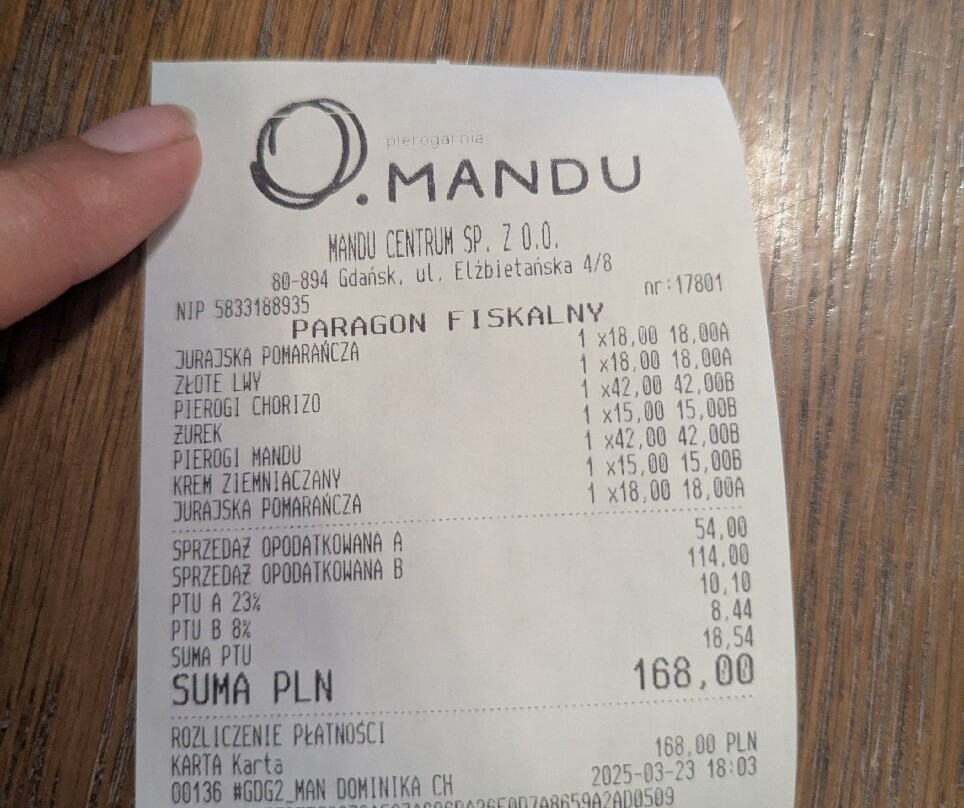 pierogarnia
O.MANDU
MANDU CENTRUM SP. Z O.O.
80-894 Gdańsk, ul. Elżbietańska 4/8
NIP 5833188935 nr:17801
PARAGON FISKALNY
JURAJSKA POMARAŃCZA 1 x18,00 18,00A
ZŁOTE LWY 1 x18,00 18,00A
PIEROGI CHORIZO 1 x42,00 42,00B
ŻUREK 1 x15,00 15,00B
PIEROGI MANDU 1 x42,00 42,00B
KREM ZIEMNIACZANY 1 x15,00 15,00B
JURAJSKA POMARAŃCZA 1 x18,00 18,00A
SPRZEDAŻ OPODATKOWANA A 54,00
SPRZEDAŻ OPODATKOWANA B 114,00
PTU A 23% 10,10
PTU B 8% 8,44
SUMA PTU 18,54
SUMA PLN 168,00
ROZLICZENIE PŁATNOŚCI
KARTA Karta 168,00 PLN
00136 #GDG2_MAN DOMINIKA CH 2025-03-23 18:03